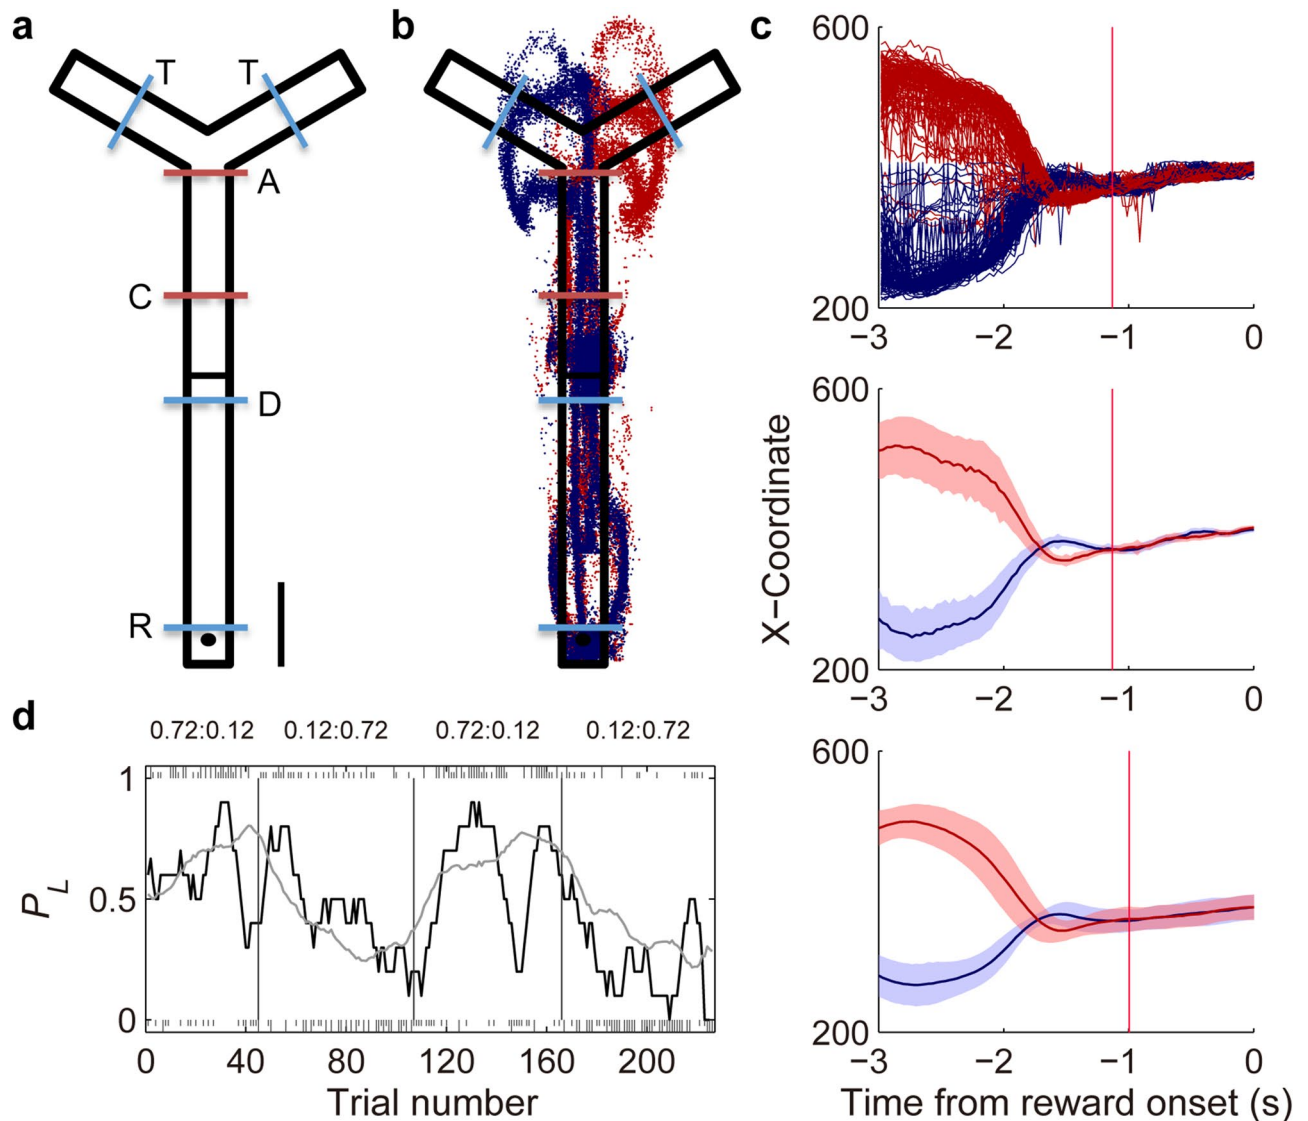 a
b
c
T T
A
C
D
R
600
200
−3 −2 −1 0
600
200
−3 −2 −1 0
600
200
−3 −2 −1 0
X−Coordinate
Time from reward onset (s)
d
0.72:0.12 0.12:0.72 0.72:0.12 0.12:0.72
1
0.5
0
P_L
0 40 80 120 160 200
Trial number